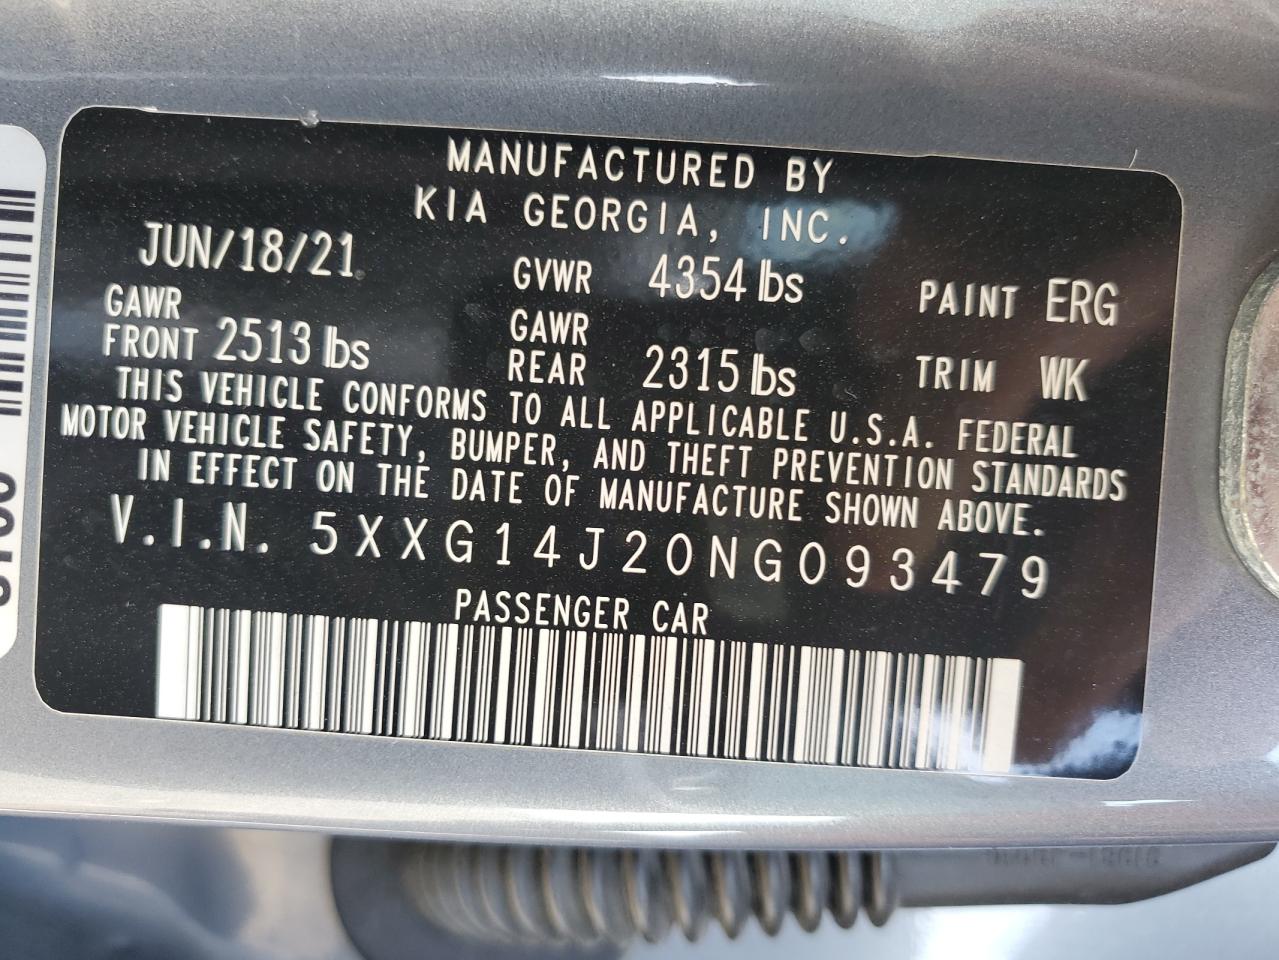 MANUFACTURED BY
KIA GEORGIA, INC.
JUN/18/21 GVWR 4354 lbs PAINT ERG
GAWR FRONT 2513 lbs GAWR REAR 2315 lbs TRIM WK
THIS VEHICLE CONFORMS TO ALL APPLICABLE U.S.A. FEDERAL
MOTOR VEHICLE SAFETY, BUMPER, AND THEFT PREVENTION STANDARDS
IN EFFECT ON THE DATE OF MANUFACTURE SHOWN ABOVE.
V.I.N. 5XXG14J20NG093479
PASSENGER CAR